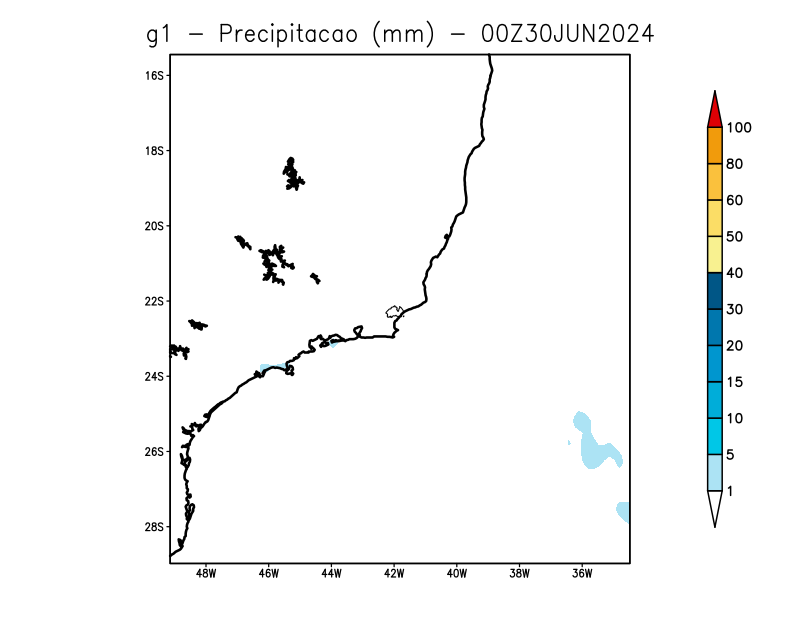 g1 – Precipitacao (mm) – 00Z30JUN2024
16S
18S
20S
22S
24S
26S
28S
48W 46W 44W 42W 40W 38W 36W
100
80
60
50
40
30
20
15
10
5
1